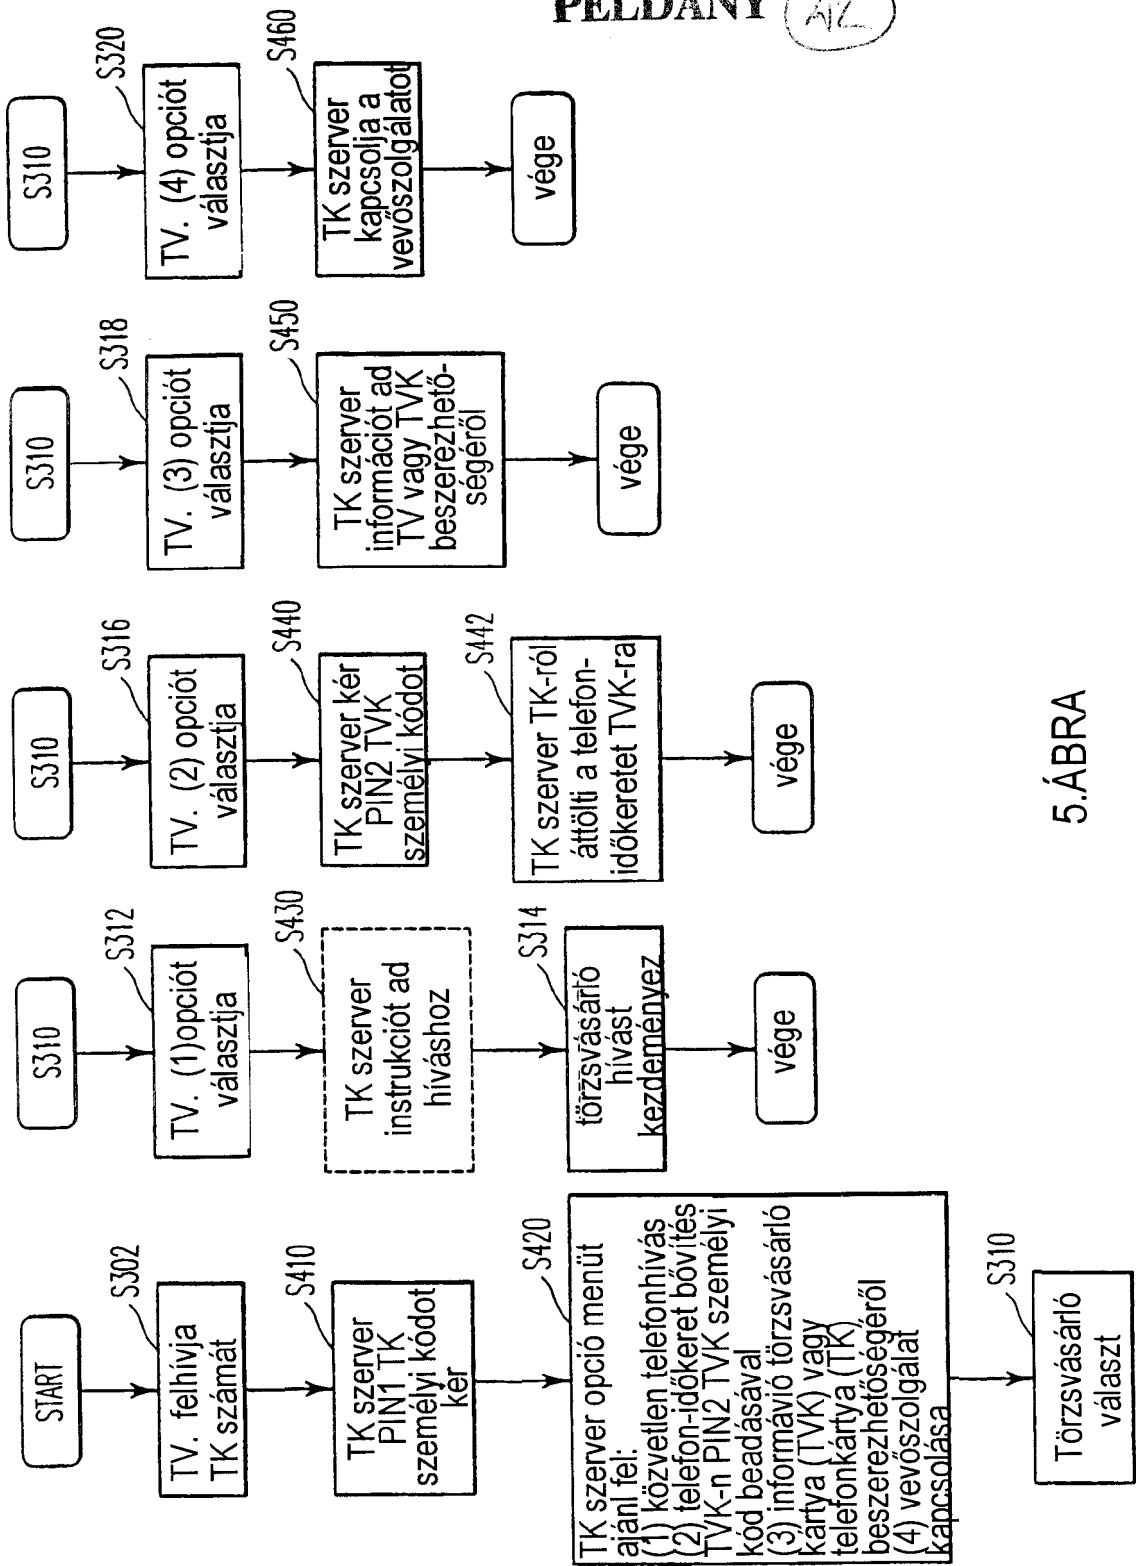 PÉLDÁNY
START
S302
TV. felhívja
TK számát
S410
TK szerver
PIN1 TK
személyi kódot
kér
S420
TK szerver opció menüt
ajánl fel:
(1) közvetlen telefonhívás
(2) telefon-időkeret bővítés
TVK-n PIN2 TVK személyi
kód beadásával
(3) informávió törzsvásárló
kártya (TVK) vagy
telefonkártya (TK)
beszerezhetőségéről
(4) vevőszolgálat
kapcsolása
S310
Törzsvásárló
választ
S310
S312
TV. (1)opciót
választja
S430
TK szerver
instrukciót ad
híváshoz
S314
törzsvásárló
hívást
kezdeményez
vége
S310
S316
TV. (2) opciót
választja
S440
TK szerver kér
PIN2 TVK
személyi kódot
S442
TK szerver TK-ról
áttölti a telefon-
időkeretet TVK-ra
vége
S310
S318
TV. (3) opciót
választja
S450
TK szerver
információt ad
TV vagy TVK
beszerezhető-
ségéről
vége
S310
S320
TV. (4) opciót
választja
S460
TK szerver
kapcsolja a
vevőszolgálatot
vége
5.ÁBRA